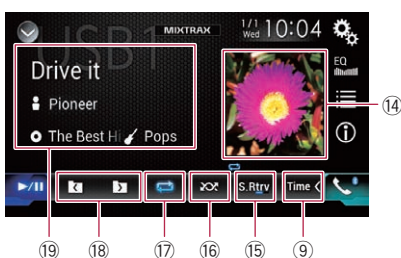 USB1
MIXTRAX
1/1 Wed 10:04
Drive it
EQ
Pioneer
The Best Hi Pops
S.Rtrv
Time
⑭
⑲ ⑱ ⑰ ⑯ ⑮ ⑨